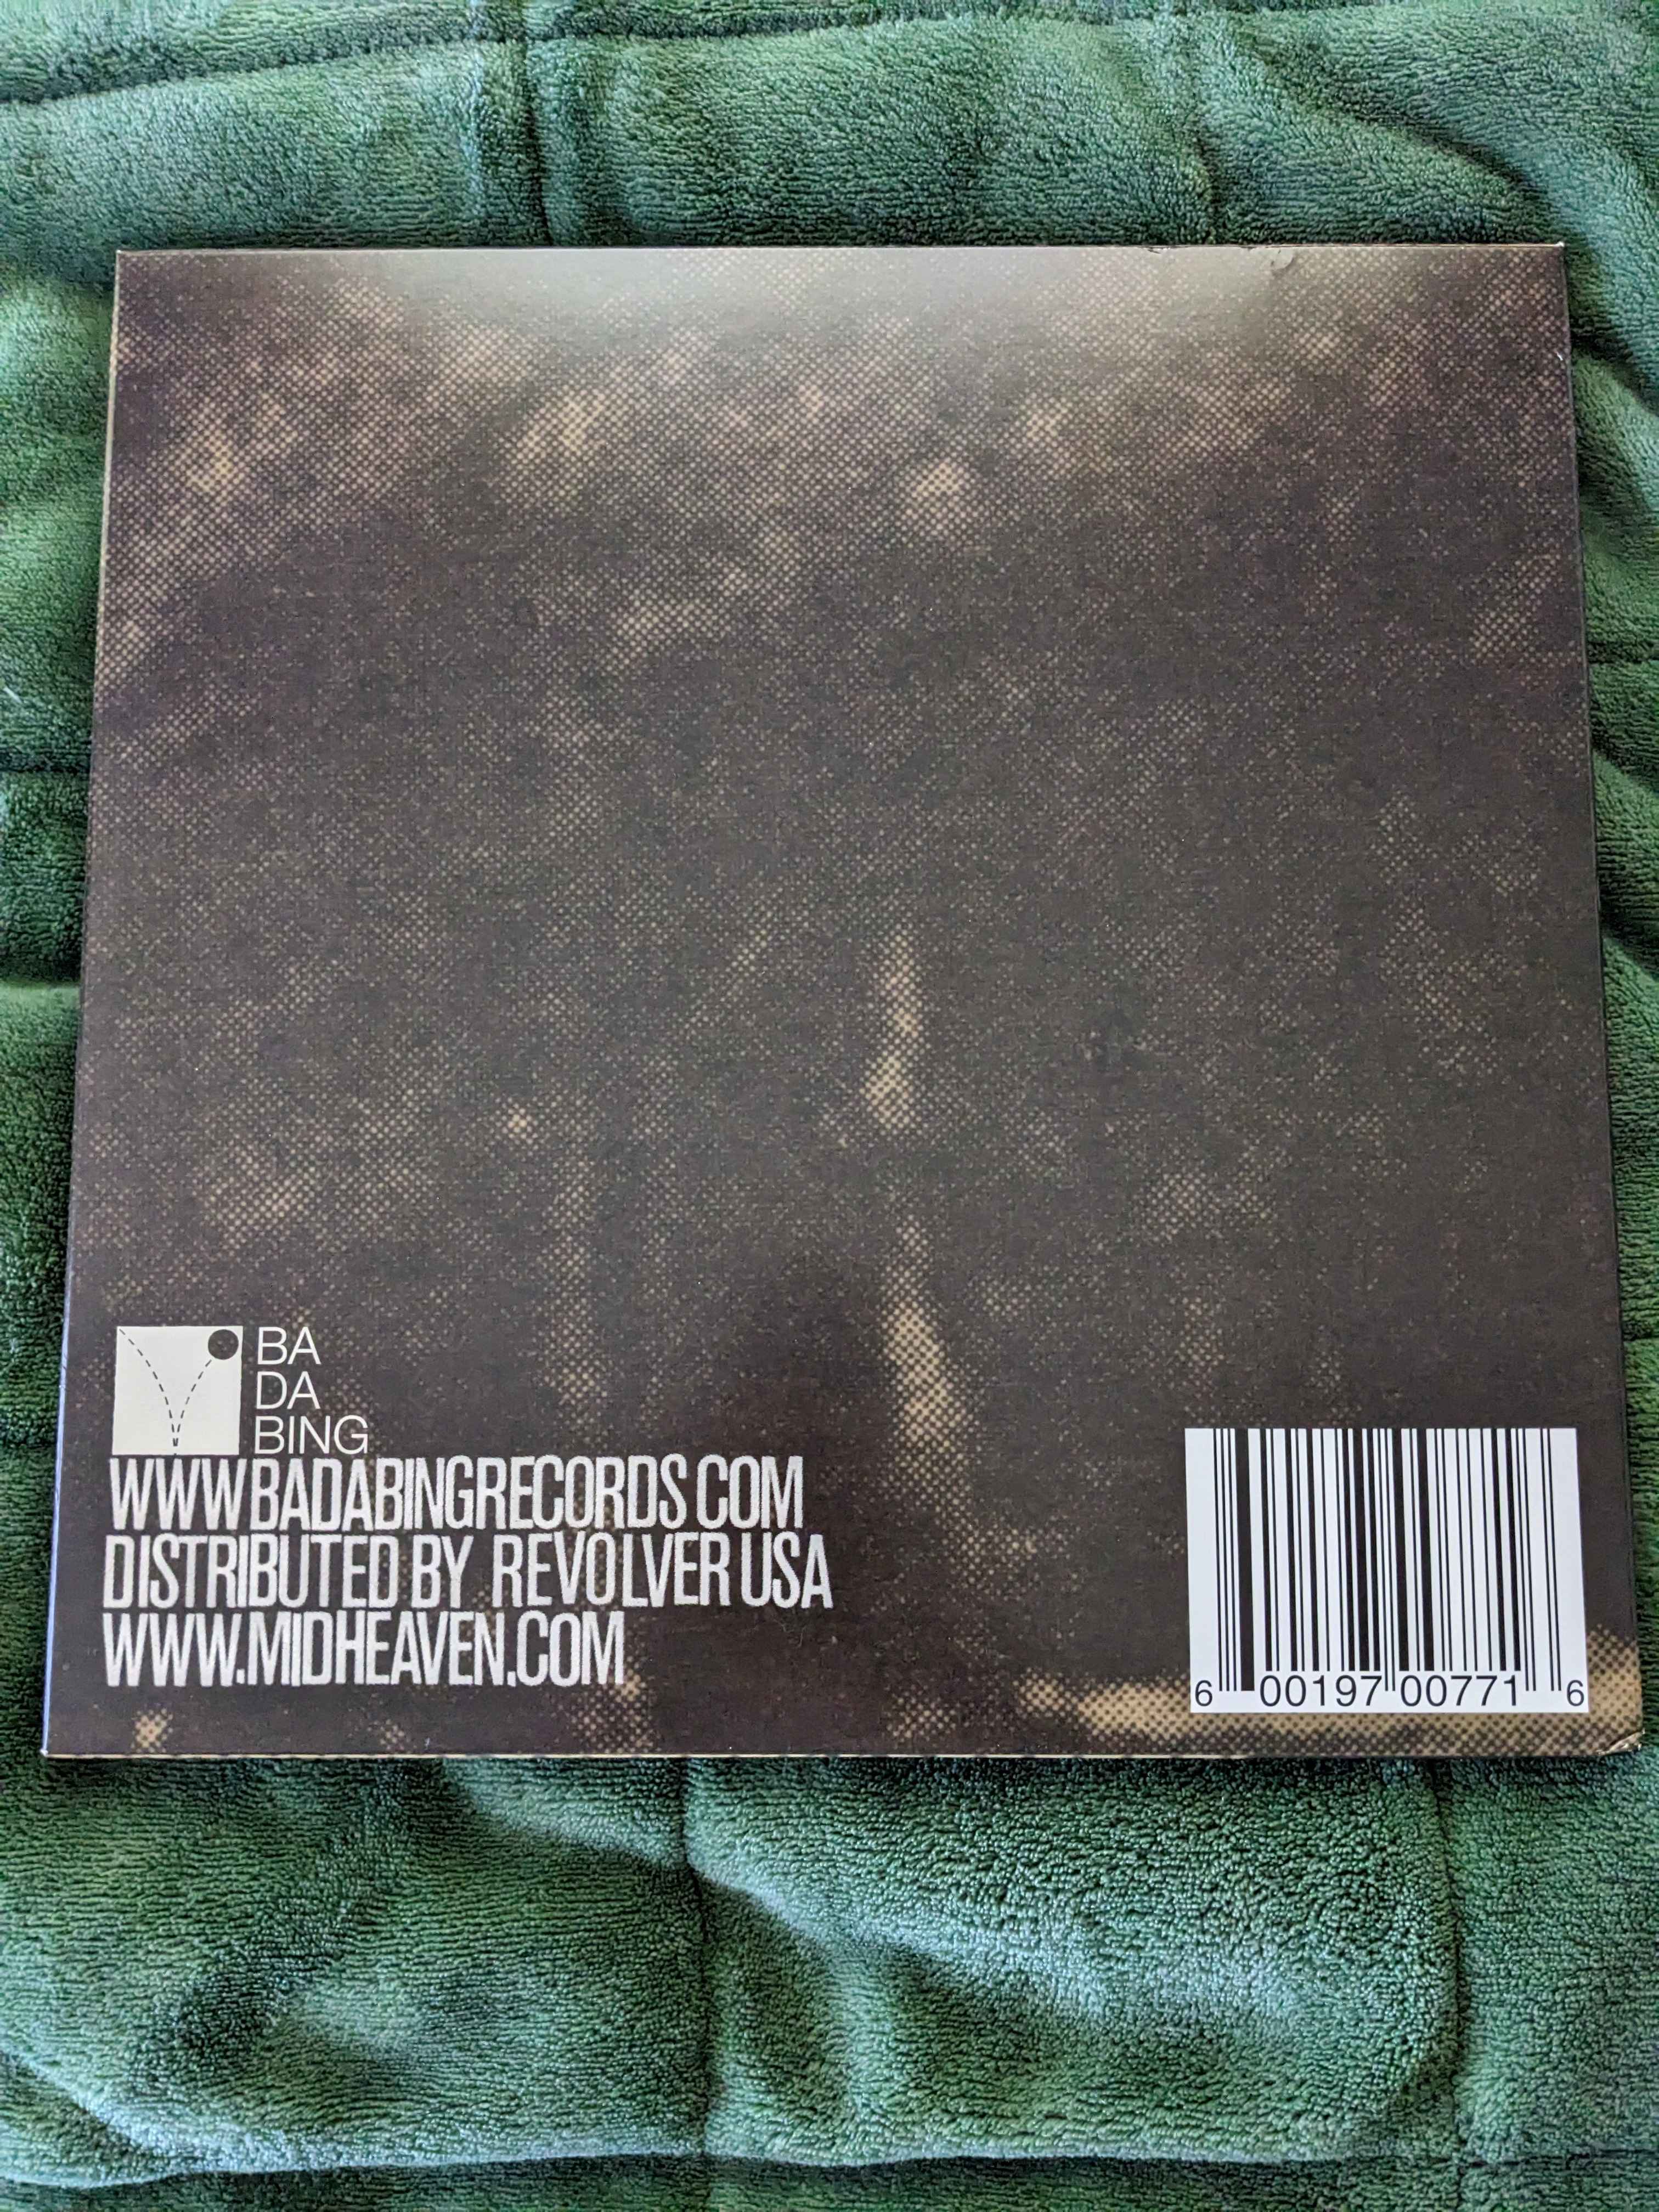 BA
DA
BING
WWW.BADABINGRECORDS.COM
DISTRIBUTED BY REVOLVER USA
WWW.MIDHEAVEN.COM
6 00197 00771 6